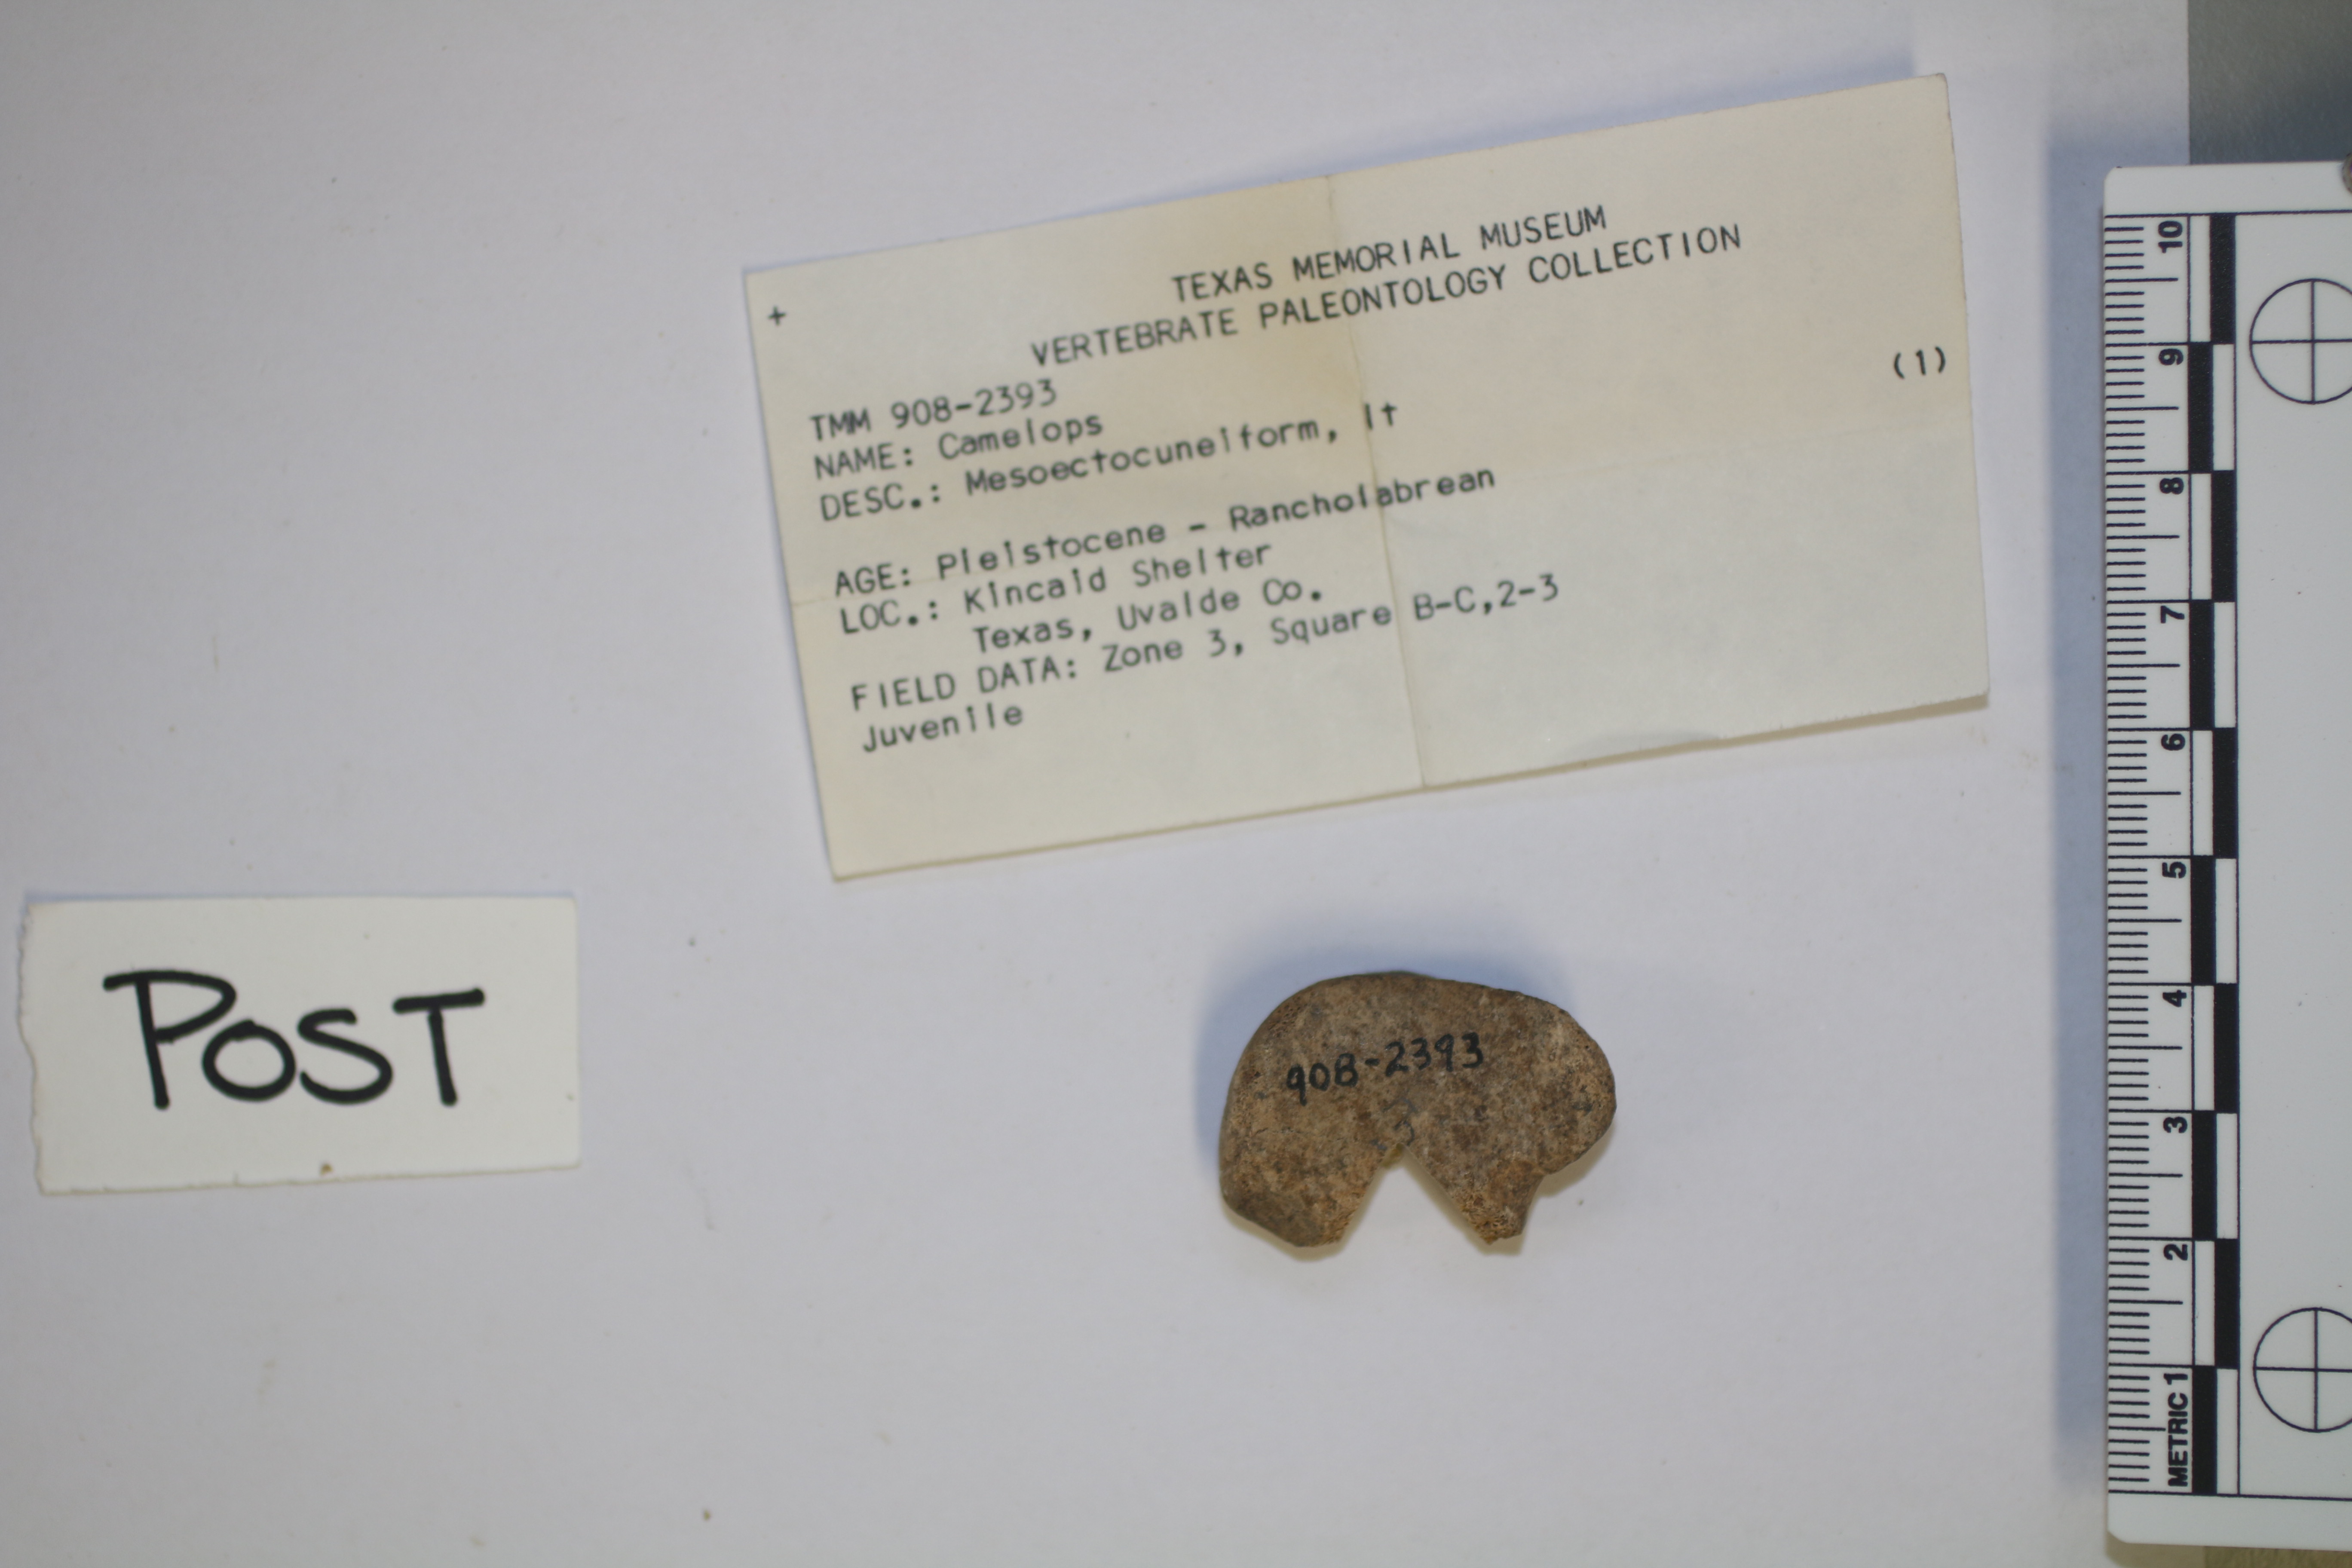 +
TEXAS MEMORIAL MUSEUM
VERTEBRATE PALEONTOLOGY COLLECTION
TMM 908-2393
(1)
NAME: Camelops
DESC.: Mesoectocuneiform, lt
AGE: Pleistocene - Rancholabrean
LOC.: Kincaid Shelter
Texas, Uvalde Co.
FIELD DATA: Zone 3, Square B-C,2-3
Juvenile
POST
908-2393
3
10
9
8
7
6
5
4
3
2
METRIC 1